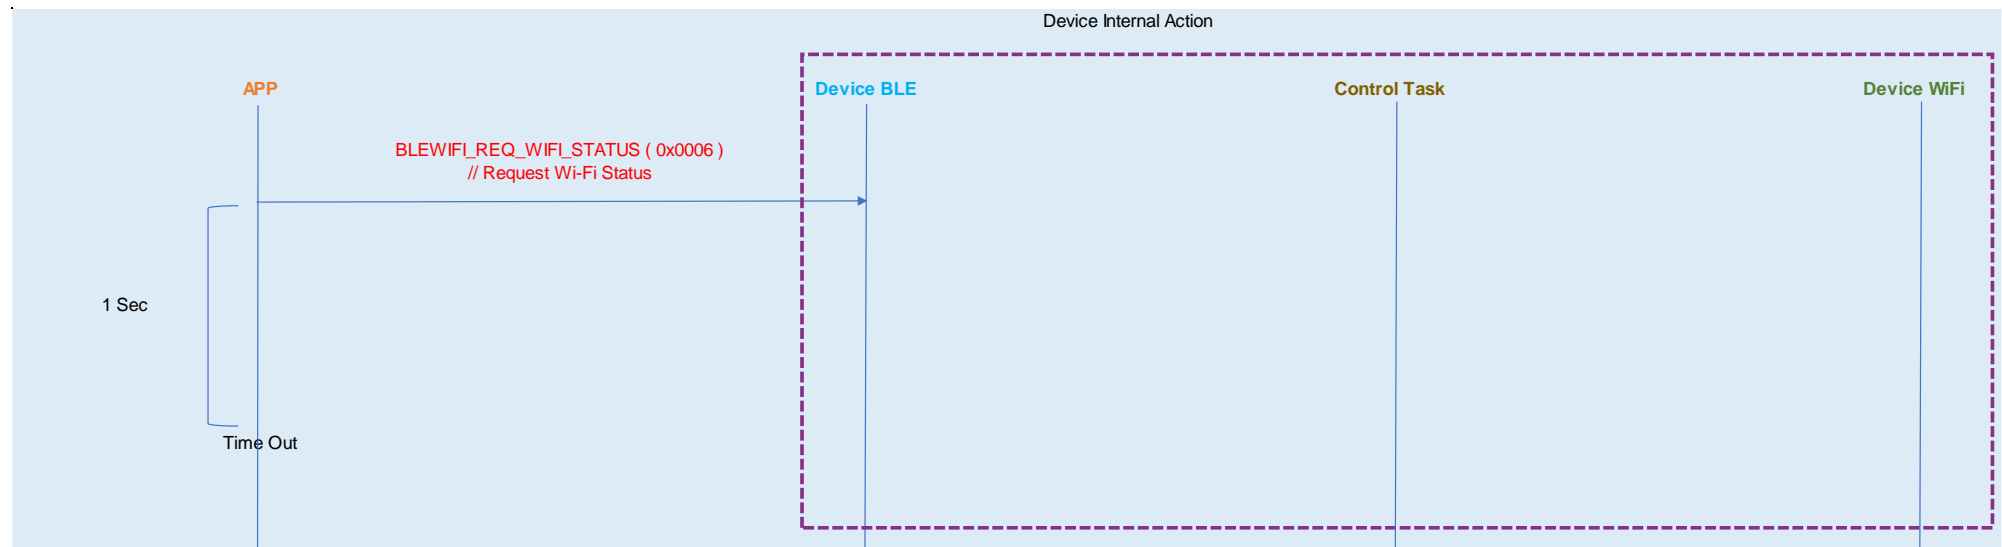 Device Internal Action
APP
Device BLE
Control Task
Device WiFi
BLEWIFI_REQ_WIFI_STATUS ( 0x0006 )
// Request Wi-Fi Status
1 Sec
Time Out